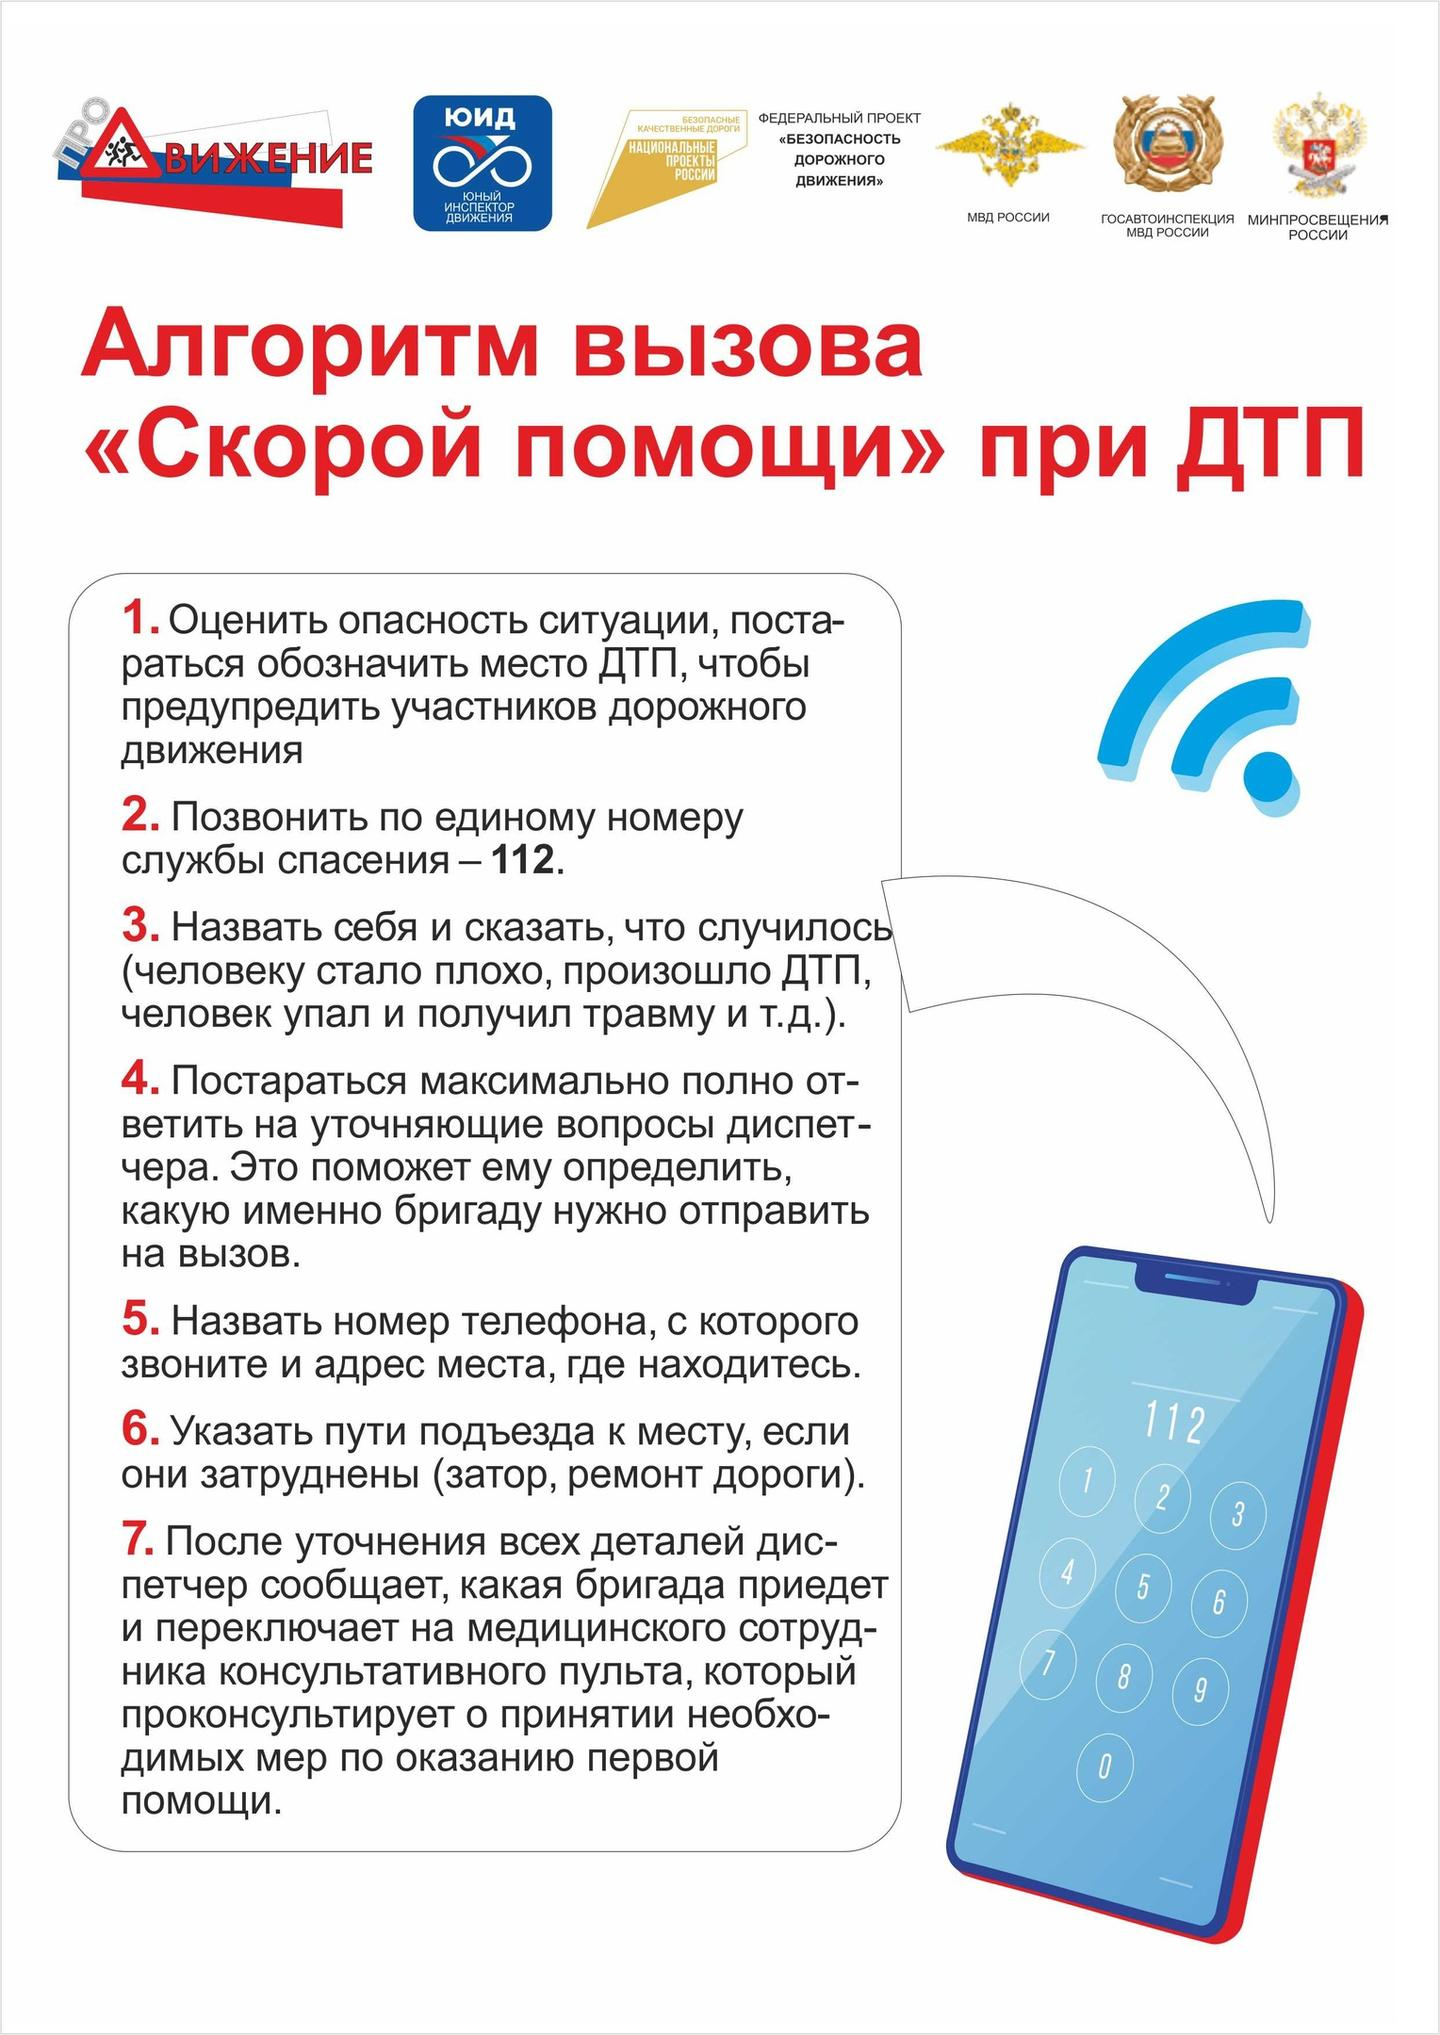 ПРО
ДВИЖЕНИЕ
ЮИД
ЮНЫЙ
ИНСПЕКТОР
ДВИЖЕНИЯ
БЕЗОПАСНЫЕ
КАЧЕСТВЕННЫЕ ДОРОГИ
НАЦИОНАЛЬНЫЕ
ПРОЕКТЫ
РОССИИ
ФЕДЕРАЛЬНЫЙ ПРОЕКТ
«БЕЗОПАСНОСТЬ
ДОРОЖНОГО
ДВИЖЕНИЯ»
МВД РОССИИ
ГОСАВТОИНСПЕКЦИЯ
МВД РОССИИ
МИНПРОСВЕЩЕНИЯ
РОССИИ
Алгоритм вызова
«Скорой помощи» при ДТП
1. Оценить опасность ситуации, поста-
раться обозначить место ДТП, чтобы
предупредить участников дорожного
движения
2. Позвонить по единому номеру
службы спасения – 112.
3. Назвать себя и сказать, что случилось
(человеку стало плохо, произошло ДТП,
человек упал и получил травму и т.д.).
4. Постараться максимально полно от-
ветить на уточняющие вопросы диспет-
чера. Это поможет ему определить,
какую именно бригаду нужно отправить
на вызов.
5. Назвать номер телефона, с которого
звоните и адрес места, где находитесь.
6. Указать пути подъезда к месту, если
они затруднены (затор, ремонт дороги).
7. После уточнения всех деталей дис-
петчер сообщает, какая бригада приедет
и переключает на медицинского сотруд-
ника консультативного пульта, который
проконсультирует о принятии необхо-
димых мер по оказанию первой
помощи.
112
1 2 3
4 5 6
7 8 9
0